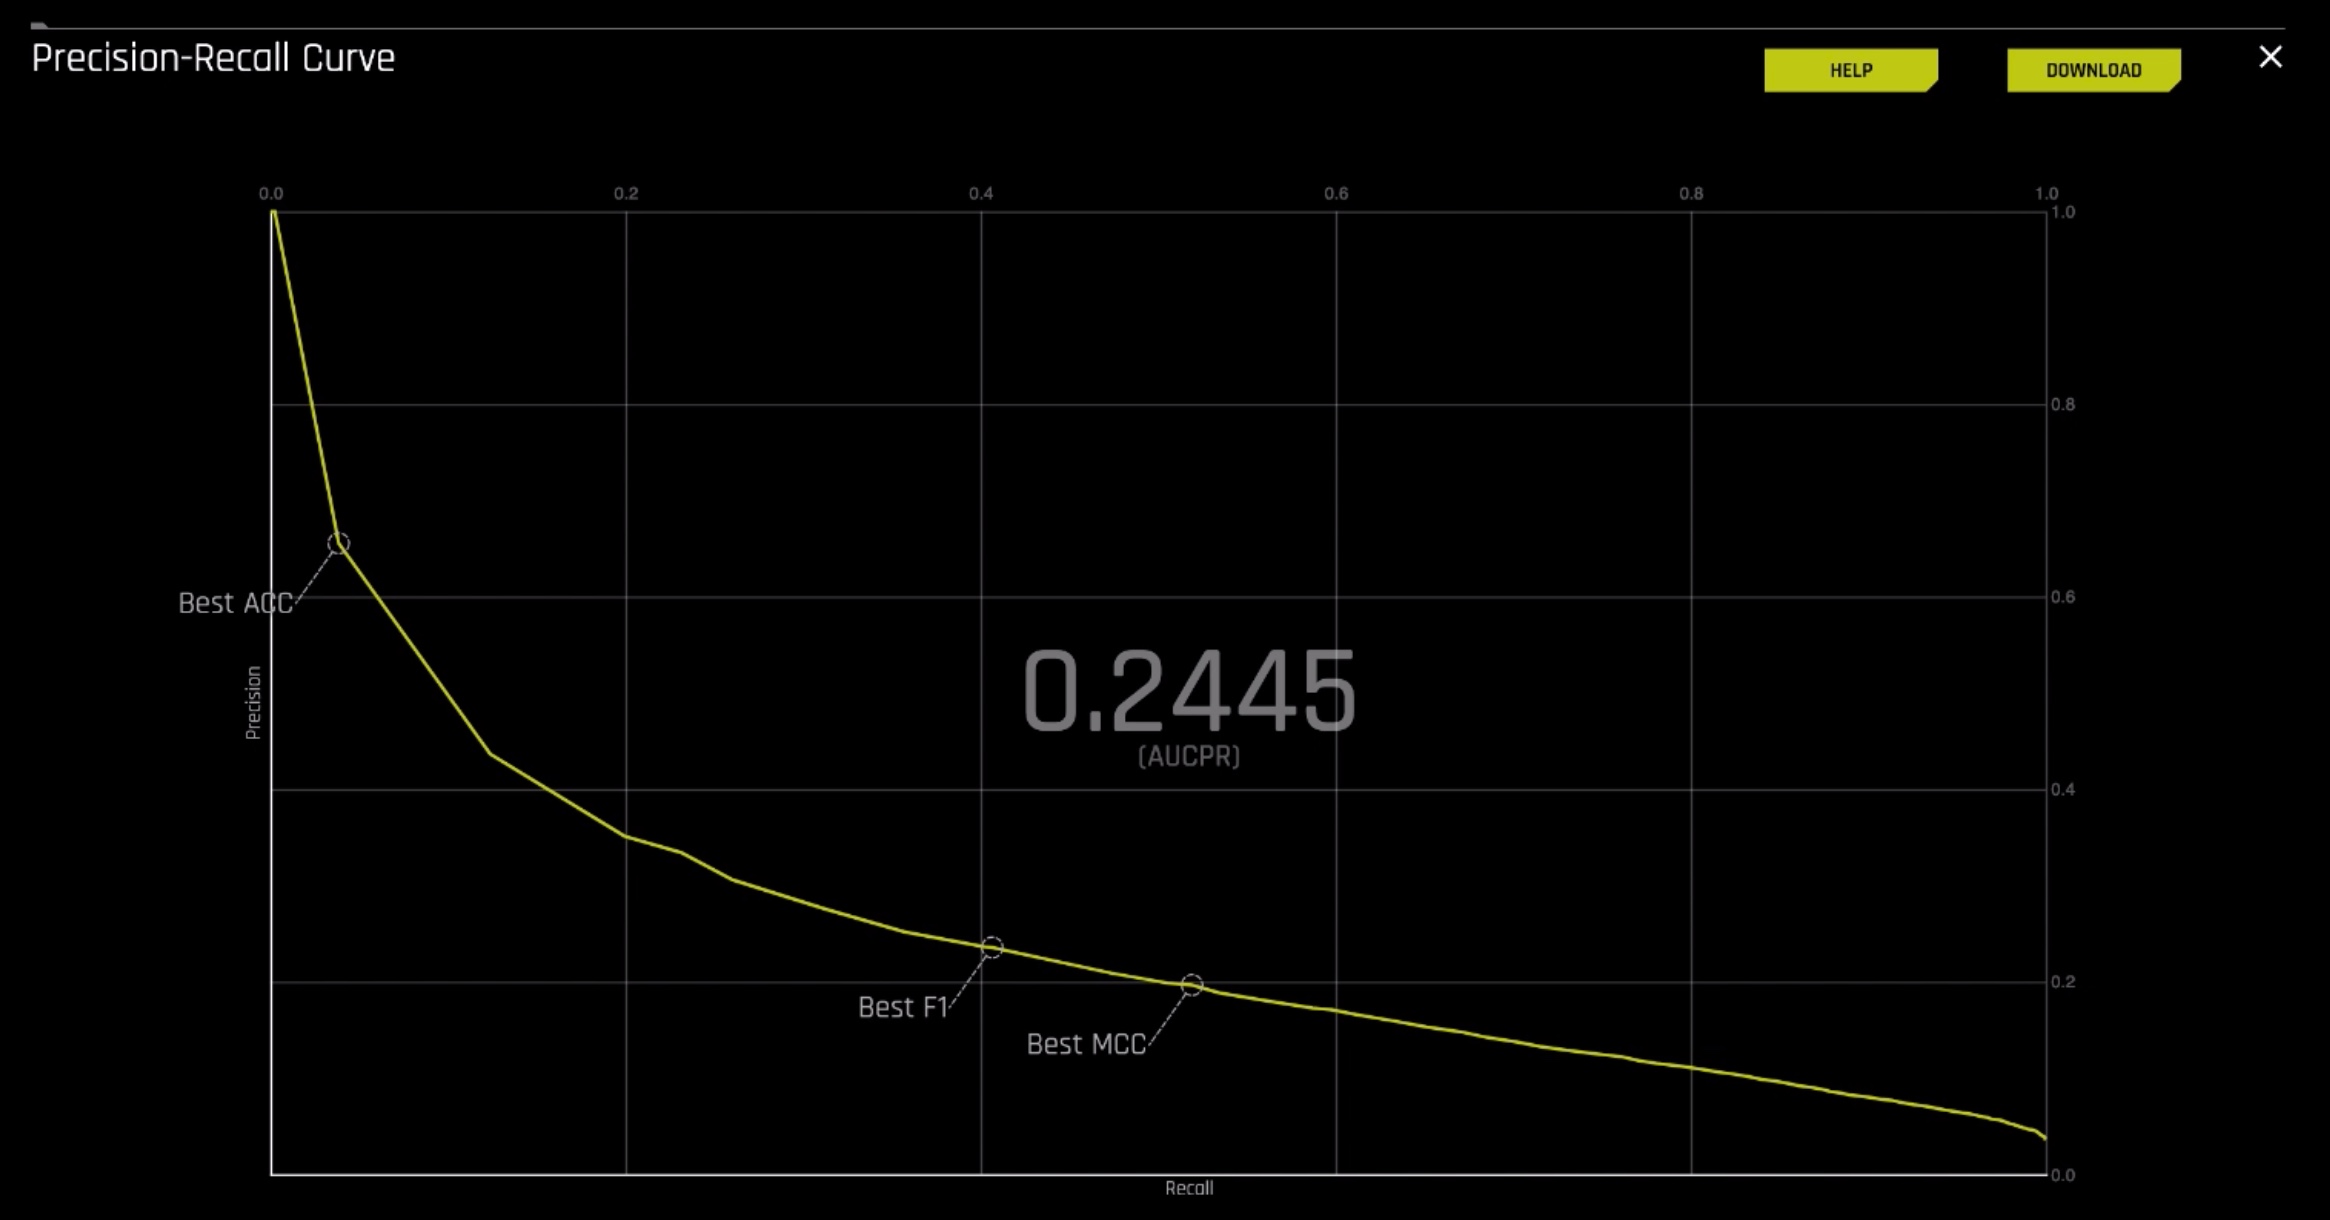 Precision-Recall Curve
HELP
DOWNLOAD
0.0
0.2
0.4
0.6
0.8
1.0
1.0
0.8
0.6
0.4
0.2
0.0
Best ACC
Precision
0.2445
(AUCPR)
Best F1
Best MCC
Recall